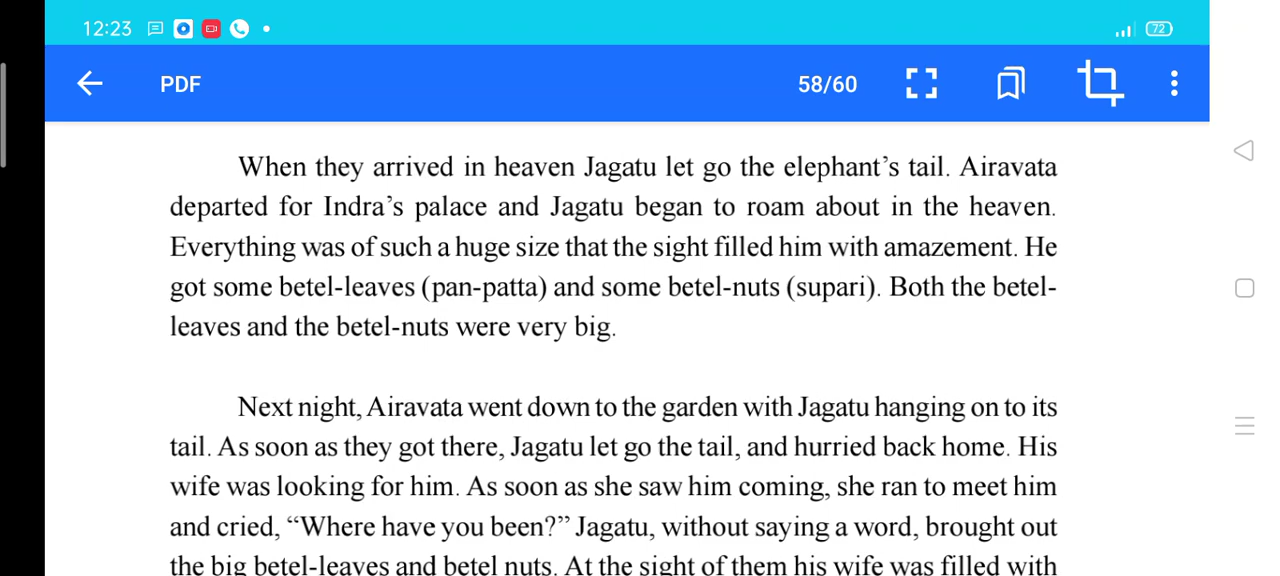 12:23
72
PDF
58/60
When they arrived in heaven Jagatu let go the elephant’s tail. Airavata
departed for Indra’s palace and Jagatu began to roam about in the heaven.
Everything was of such a huge size that the sight filled him with amazement. He
got some betel-leaves (pan-patta) and some betel-nuts (supari). Both the betel-
leaves and the betel-nuts were very big.
Next night, Airavata went down to the garden with Jagatu hanging on to its
tail. As soon as they got there, Jagatu let go the tail, and hurried back home. His
wife was looking for him. As soon as she saw him coming, she ran to meet him
and cried, “Where have you been?” Jagatu, without saying a word, brought out
the big betel-leaves and betel nuts. At the sight of them his wife was filled with